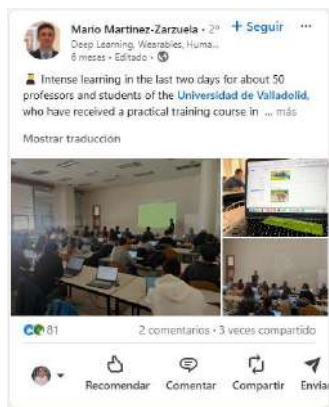 Mario Martínez-Zarzuela • 2º
+ Seguir
Deep Learning, Wearables, Huma...
6 meses • Editado •
Intense learning in the last two days for about 50
professors and students of the Universidad de Valladolid,
who have received a practical training course in ... más
Mostrar traducción
81
2 comentarios • 3 veces compartido
Recomendar
Comentar
Compartir
Enviar